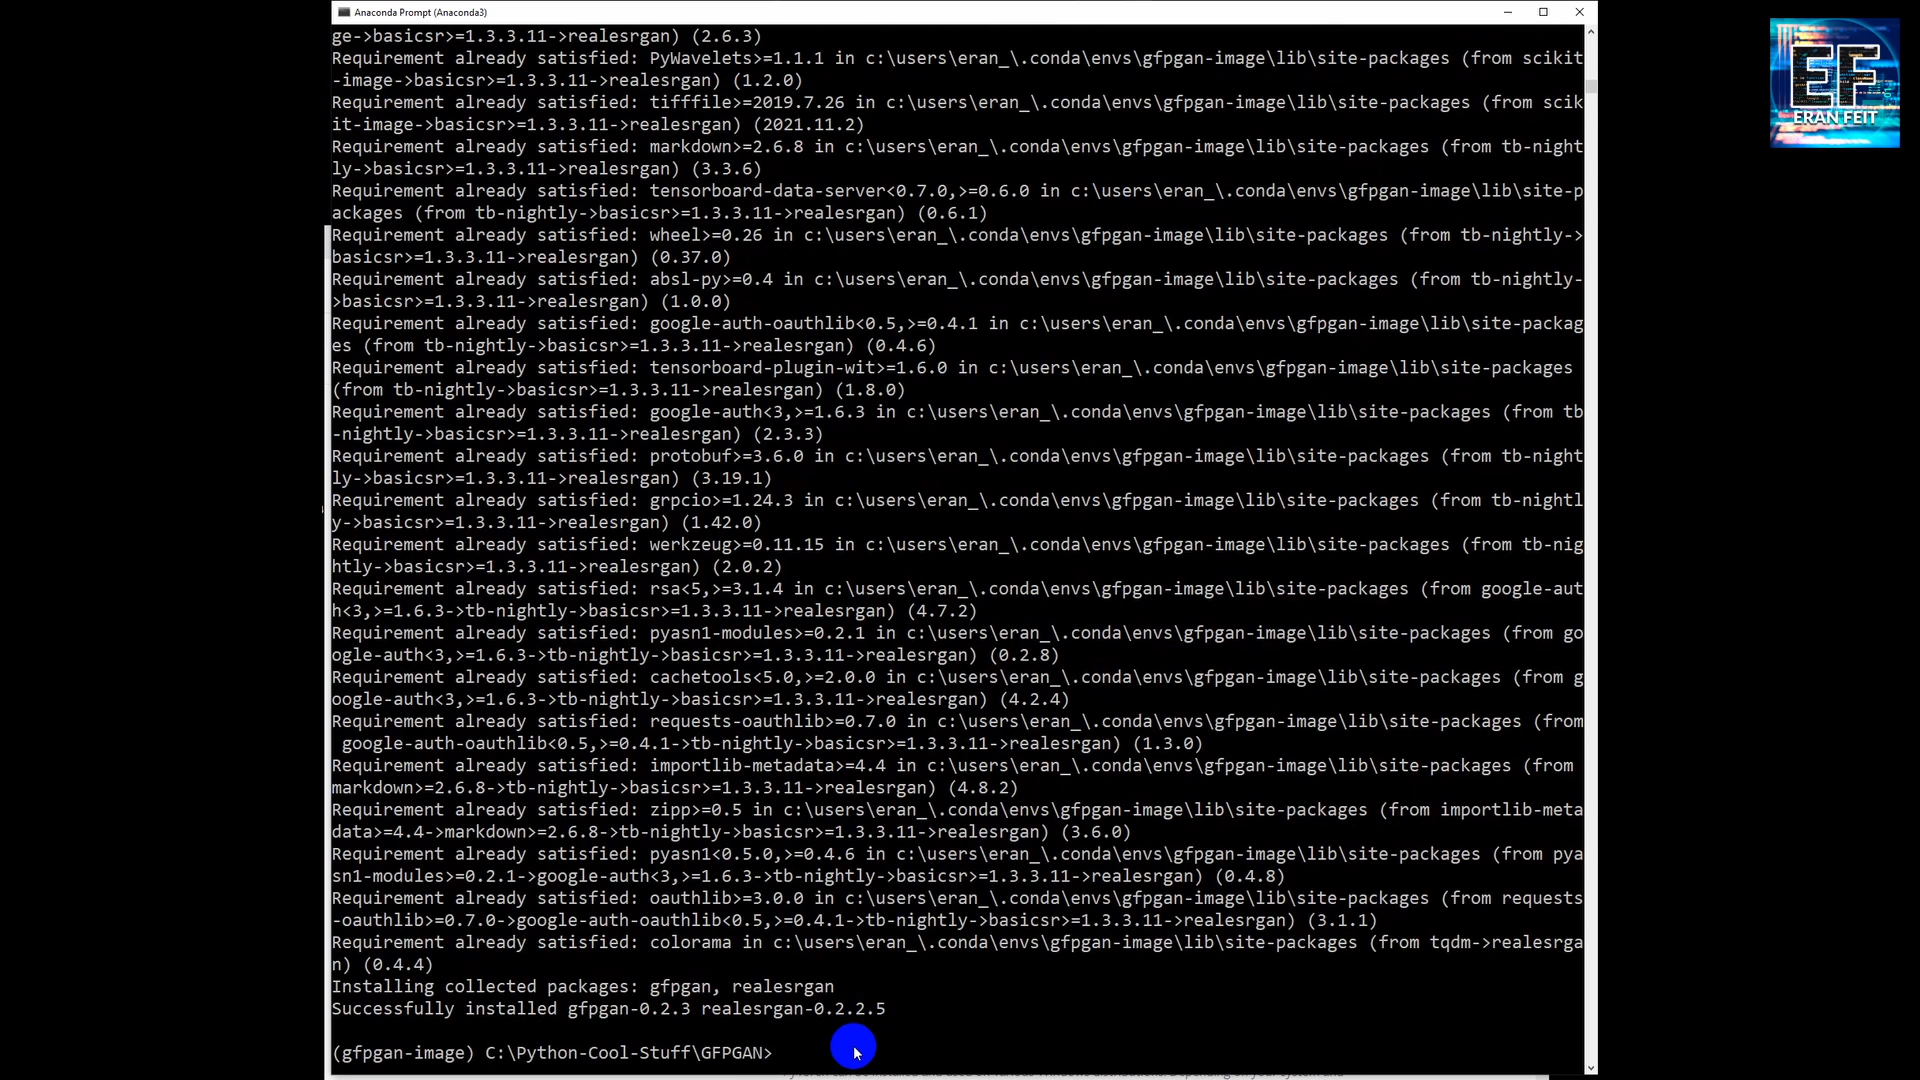 Anaconda Prompt (Anaconda3)
EF
ERAN FEIT
ge->basicsr>=1.3.3.11->realesrgan) (2.6.3)
Requirement already satisfied: PyWavelets>=1.1.1 in c:\users\eran_\.conda\envs\gfpgan-image\lib\site-packages (from scikit
-image->basicsr>=1.3.3.11->realesrgan) (1.2.0)
Requirement already satisfied: tifffile>=2019.7.26 in c:\users\eran_\.conda\envs\gfpgan-image\lib\site-packages (from scik
it-image->basicsr>=1.3.3.11->realesrgan) (2021.11.2)
Requirement already satisfied: markdown>=2.6.8 in c:\users\eran_\.conda\envs\gfpgan-image\lib\site-packages (from tb-night
ly->basicsr>=1.3.3.11->realesrgan) (3.3.6)
Requirement already satisfied: tensorboard-data-server<0.7.0,>=0.6.0 in c:\users\eran_\.conda\envs\gfpgan-image\lib\site-p
ackages (from tb-nightly->basicsr>=1.3.3.11->realesrgan) (0.6.1)
Requirement already satisfied: wheel>=0.26 in c:\users\eran_\.conda\envs\gfpgan-image\lib\site-packages (from tb-nightly->
basicsr>=1.3.3.11->realesrgan) (0.37.0)
Requirement already satisfied: absl-py>=0.4 in c:\users\eran_\.conda\envs\gfpgan-image\lib\site-packages (from tb-nightly-
>basicsr>=1.3.3.11->realesrgan) (1.0.0)
Requirement already satisfied: google-auth-oauthlib<0.5,>=0.4.1 in c:\users\eran_\.conda\envs\gfpgan-image\lib\site-packag
es (from tb-nightly->basicsr>=1.3.3.11->realesrgan) (0.4.6)
Requirement already satisfied: tensorboard-plugin-wit>=1.6.0 in c:\users\eran_\.conda\envs\gfpgan-image\lib\site-packages
(from tb-nightly->basicsr>=1.3.3.11->realesrgan) (1.8.0)
Requirement already satisfied: google-auth<3,>=1.6.3 in c:\users\eran_\.conda\envs\gfpgan-image\lib\site-packages (from tb
-nightly->basicsr>=1.3.3.11->realesrgan) (2.3.3)
Requirement already satisfied: protobuf>=3.6.0 in c:\users\eran_\.conda\envs\gfpgan-image\lib\site-packages (from tb-night
ly->basicsr>=1.3.3.11->realesrgan) (3.19.1)
Requirement already satisfied: grpcio>=1.24.3 in c:\users\eran_\.conda\envs\gfpgan-image\lib\site-packages (from tb-nightl
y->basicsr>=1.3.3.11->realesrgan) (1.42.0)
Requirement already satisfied: werkzeug>=0.11.15 in c:\users\eran_\.conda\envs\gfpgan-image\lib\site-packages (from tb-nig
htly->basicsr>=1.3.3.11->realesrgan) (2.0.2)
Requirement already satisfied: rsa<5,>=3.1.4 in c:\users\eran_\.conda\envs\gfpgan-image\lib\site-packages (from google-aut
h<3,>=1.6.3->tb-nightly->basicsr>=1.3.3.11->realesrgan) (4.7.2)
Requirement already satisfied: pyasn1-modules>=0.2.1 in c:\users\eran_\.conda\envs\gfpgan-image\lib\site-packages (from go
ogle-auth<3,>=1.6.3->tb-nightly->basicsr>=1.3.3.11->realesrgan) (0.2.8)
Requirement already satisfied: cachetools<5.0,>=2.0.0 in c:\users\eran_\.conda\envs\gfpgan-image\lib\site-packages (from g
oogle-auth<3,>=1.6.3->tb-nightly->basicsr>=1.3.3.11->realesrgan) (4.2.4)
Requirement already satisfied: requests-oauthlib>=0.7.0 in c:\users\eran_\.conda\envs\gfpgan-image\lib\site-packages (from
google-auth-oauthlib<0.5,>=0.4.1->tb-nightly->basicsr>=1.3.3.11->realesrgan) (1.3.0)
Requirement already satisfied: importlib-metadata>=4.4 in c:\users\eran_\.conda\envs\gfpgan-image\lib\site-packages (from
markdown>=2.6.8->tb-nightly->basicsr>=1.3.3.11->realesrgan) (4.8.2)
Requirement already satisfied: zipp>=0.5 in c:\users\eran_\.conda\envs\gfpgan-image\lib\site-packages (from importlib-meta
data>=4.4->markdown>=2.6.8->tb-nightly->basicsr>=1.3.3.11->realesrgan) (3.6.0)
Requirement already satisfied: pyasn1<0.5.0,>=0.4.6 in c:\users\eran_\.conda\envs\gfpgan-image\lib\site-packages (from pya
sn1-modules>=0.2.1->google-auth<3,>=1.6.3->tb-nightly->basicsr>=1.3.3.11->realesrgan) (0.4.8)
Requirement already satisfied: oauthlib>=3.0.0 in c:\users\eran_\.conda\envs\gfpgan-image\lib\site-packages (from requests
-oauthlib>=0.7.0->google-auth-oauthlib<0.5,>=0.4.1->tb-nightly->basicsr>=1.3.3.11->realesrgan) (3.1.1)
Requirement already satisfied: colorama in c:\users\eran_\.conda\envs\gfpgan-image\lib\site-packages (from tqdm->realesrga
n) (0.4.4)
Installing collected packages: gfpgan, realesrgan
Successfully installed gfpgan-0.2.3 realesrgan-0.2.2.5
(gfpgan-image) C:\Python-Cool-Stuff\GFPGAN>